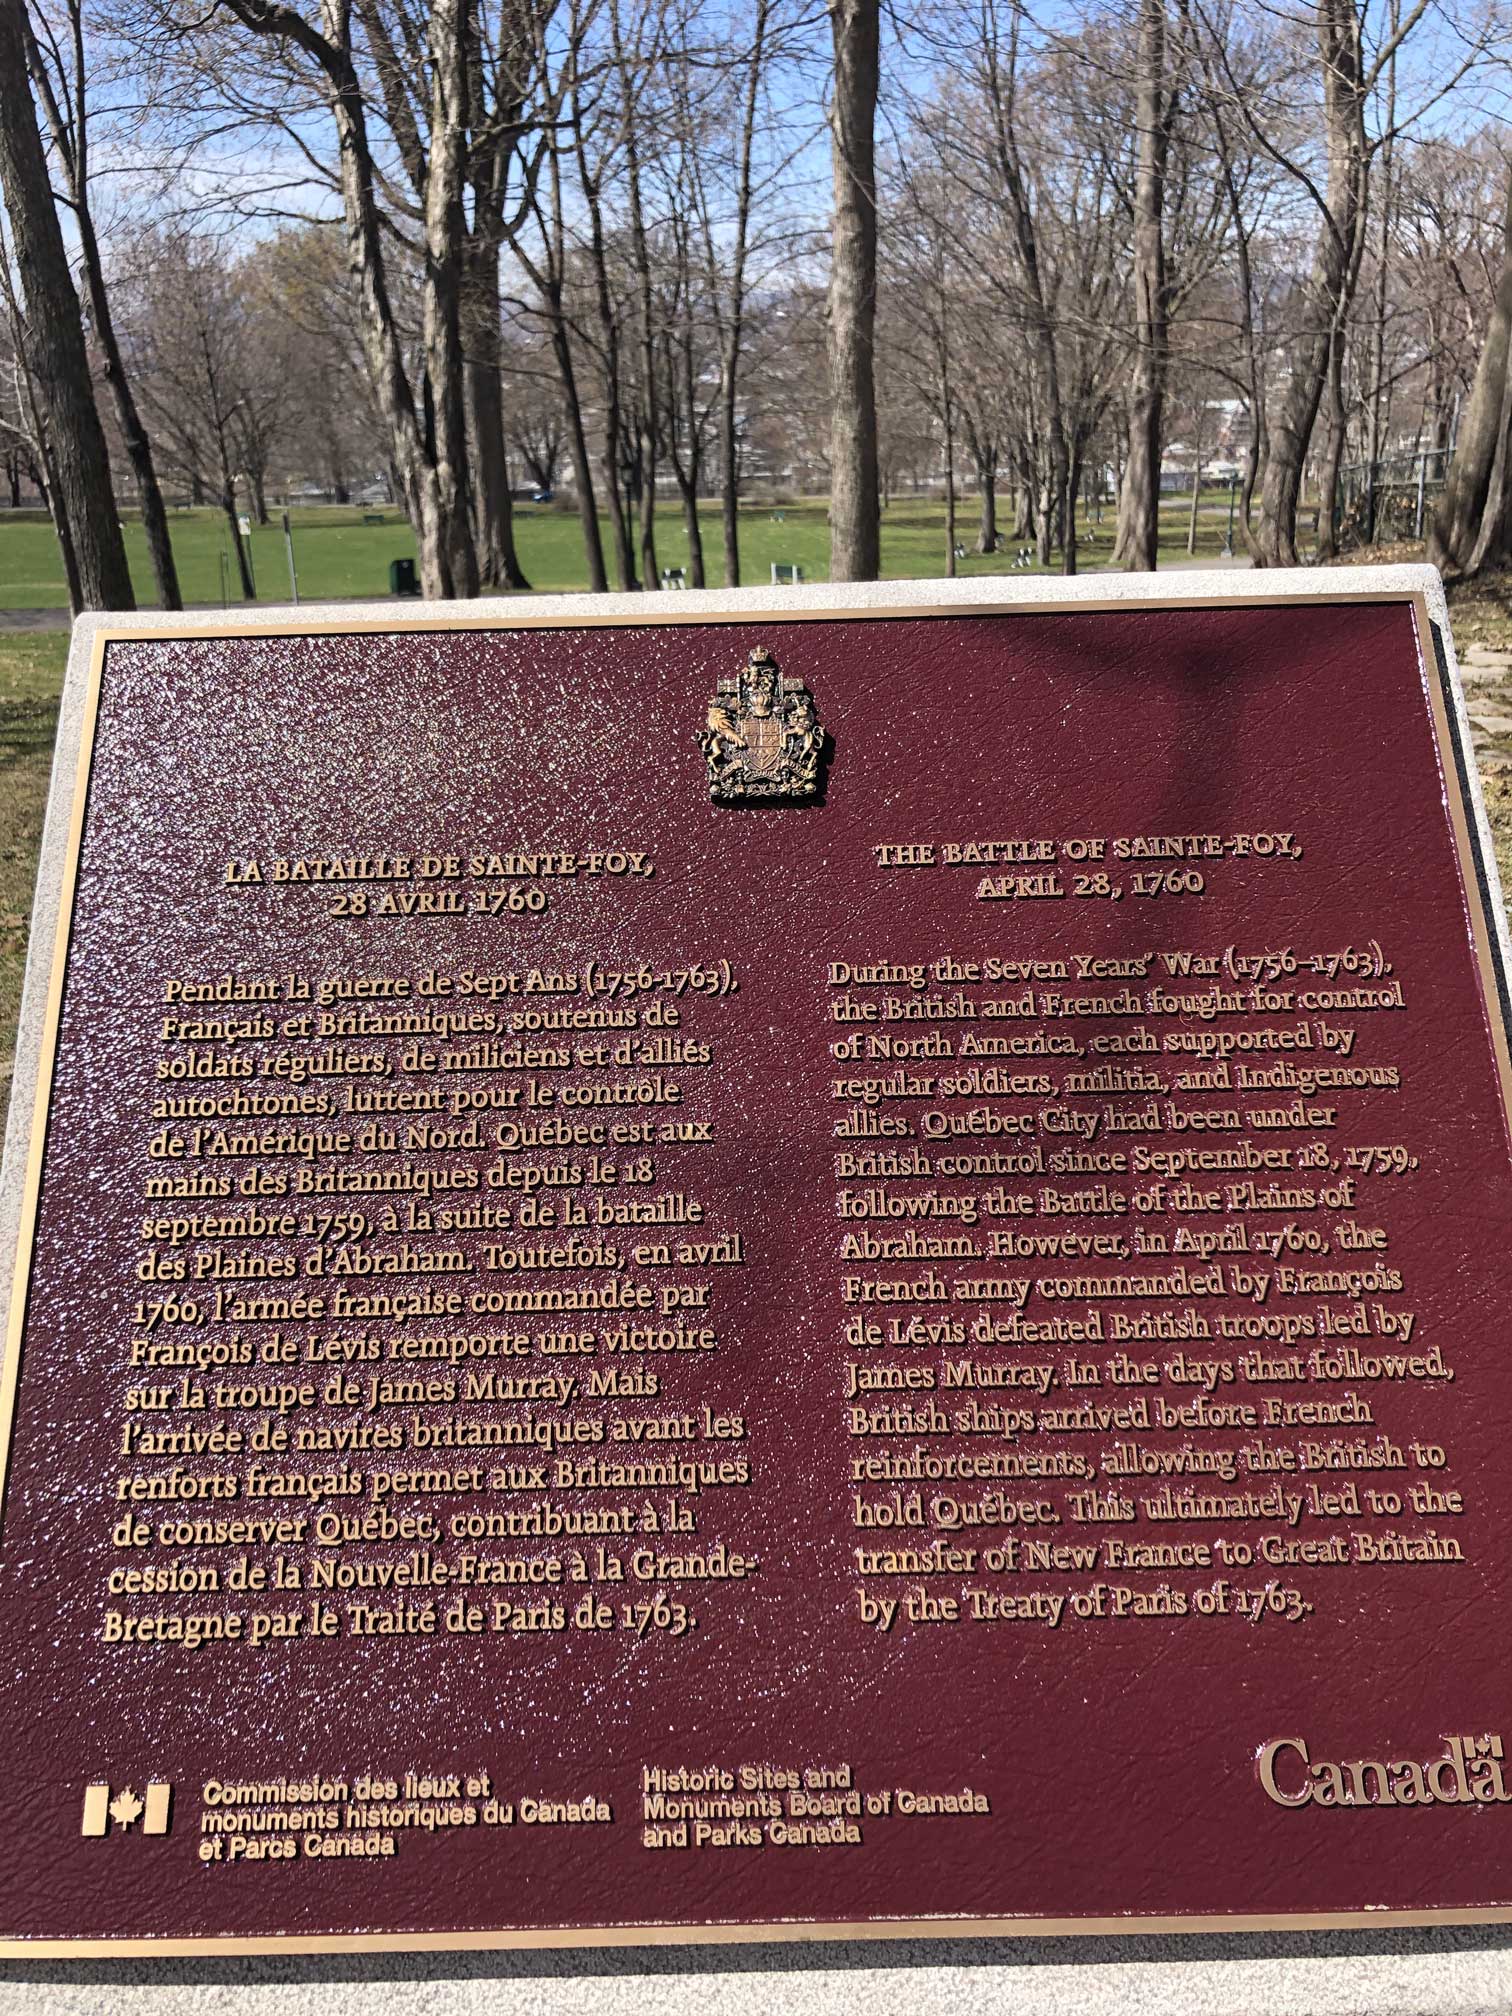 LA BATAILLE DE SAINTE-FOY,
28 AVRIL 1760
Pendant la guerre de Sept Ans (1756-1763),
Français et Britanniques, soutenus de
soldats réguliers, de miliciens et d'alliés
autochtones, luttent pour le contrôle
de l'Amérique du Nord. Québec est aux
mains des Britanniques depuis le 18
septembre 1759, à la suite de la bataille
des Plaines d'Abraham. Toutefois, en avril
1760, l'armée française commandée par
François de Lévis remporte une victoire
sur la troupe de James Murray. Mais
l'arrivée de navires britanniques avant les
renforts français permet aux Britanniques
de conserver Québec, contribuant à la
cession de la Nouvelle-France à la Grande-
Bretagne par le Traité de Paris de 1763.
THE BATTLE OF SAINTE-FOY,
APRIL 28, 1760
During the Seven Years' War (1756–1763),
the British and French fought for control
of North America, each supported by
regular soldiers, militia, and Indigenous
allies. Québec City had been under
British control since September 18, 1759,
following the Battle of the Plains of
Abraham. However, in April 1760, the
French army commanded by François
de Lévis defeated British troops led by
James Murray. In the days that followed,
British ships arrived before French
reinforcements, allowing the British to
hold Québec. This ultimately led to the
transfer of New France to Great Britain
by the Treaty of Paris of 1763.
Commission des lieux et
monuments historiques du Canada
et Parcs Canada
Historic Sites and
Monuments Board of Canada
and Parks Canada
Canada